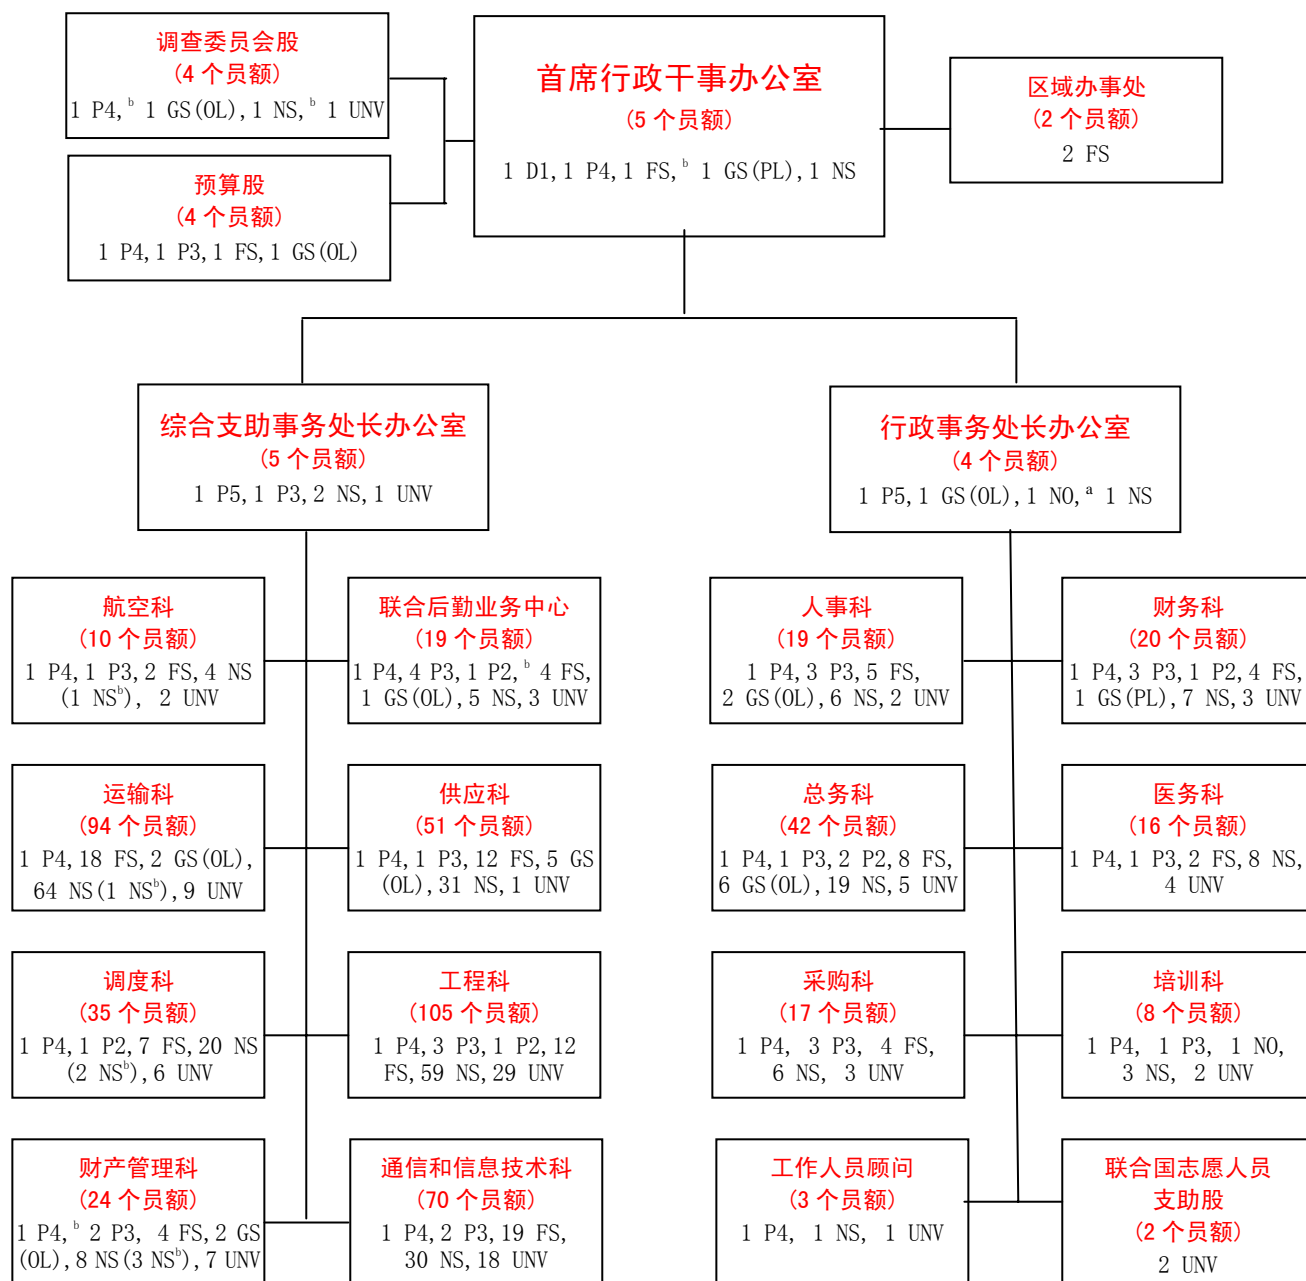 调查委员会股
(4 个员额)
1 P4,ᵇ 1 GS(OL),1 NS,ᵇ 1 UNV
预算股
(4 个员额)
1 P4,1 P3,1 FS,1 GS(OL)
首席行政干事办公室
(5 个员额)
1 D1,1 P4,1 FS,ᵇ 1 GS(PL),1 NS
区域办事处
(2 个员额)
2 FS
综合支助事务处长办公室
(5 个员额)
1 P5,1 P3,2 NS,1 UNV
行政事务处长办公室
(4 个员额)
1 P5,1 GS(OL),1 NO,ᵃ 1 NS
航空科
(10 个员额)
1 P4,1 P3,2 FS,4 NS
(1 NSᵇ), 2 UNV
联合后勤业务中心
(19 个员额)
1 P4,4 P3,1 P2,ᵇ 4 FS,
1 GS(OL),5 NS,3 UNV
人事科
(19 个员额)
1 P4,3 P3,5 FS,
2 GS(OL),6 NS,2 UNV
财务科
(20 个员额)
1 P4,3 P3,1 P2,4 FS,
1 GS(PL),7 NS,3 UNV
运输科
(94 个员额)
1 P4,18 FS,2 GS(OL),
64 NS(1 NSᵇ),9 UNV
供应科
(51 个员额)
1 P4,1 P3,12 FS,5 GS
(OL),31 NS,1 UNV
总务科
(42 个员额)
1 P4,1 P3,2 P2,8 FS,
6 GS(OL),19 NS,5 UNV
医务科
(16 个员额)
1 P4,1 P3,2 FS,8 NS,
4 UNV
调度科
(35 个员额)
1 P4,1 P2,7 FS,20 NS
(2 NSᵇ),6 UNV
工程科
(105 个员额)
1 P4,3 P3,1 P2,12
FS,59 NS,29 UNV
采购科
(17 个员额)
1 P4, 3 P3, 4 FS,
6 NS, 3 UNV
培训科
(8 个员额)
1 P4, 1 P3, 1 NO,
3 NS, 2 UNV
财产管理科
(24 个员额)
1 P4,ᵇ 2 P3, 4 FS,2 GS
(OL),8 NS(3 NSᵇ),7 UNV
通信和信息技术科
(70 个员额)
1 P4,2 P3,19 FS,
30 NS,18 UNV
工作人员顾问
(3 个员额)
1 P4, 1 NS, 1 UNV
联合国志愿人员
支助股
(2 个员额)
2 UNV